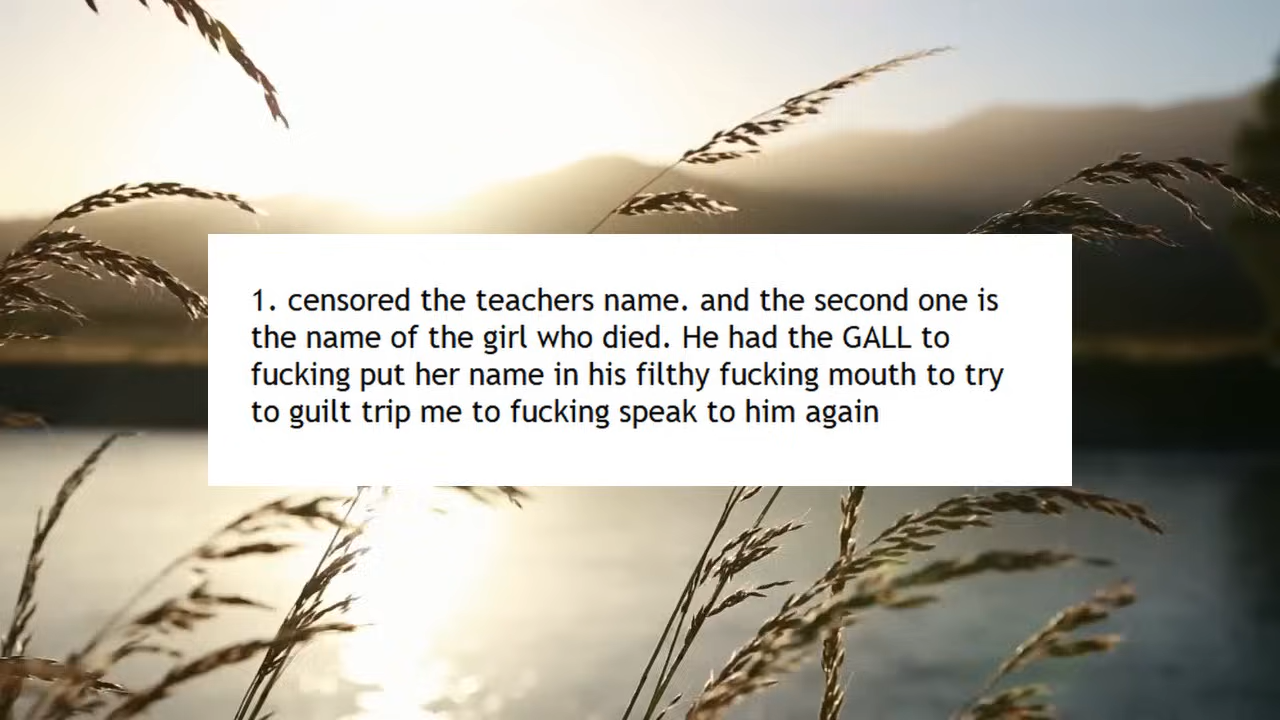 1. censored the teachers name. and the second one is
the name of the girl who died. He had the GALL to
fucking put her name in his filthy fucking mouth to try
to guilt trip me to fucking speak to him again